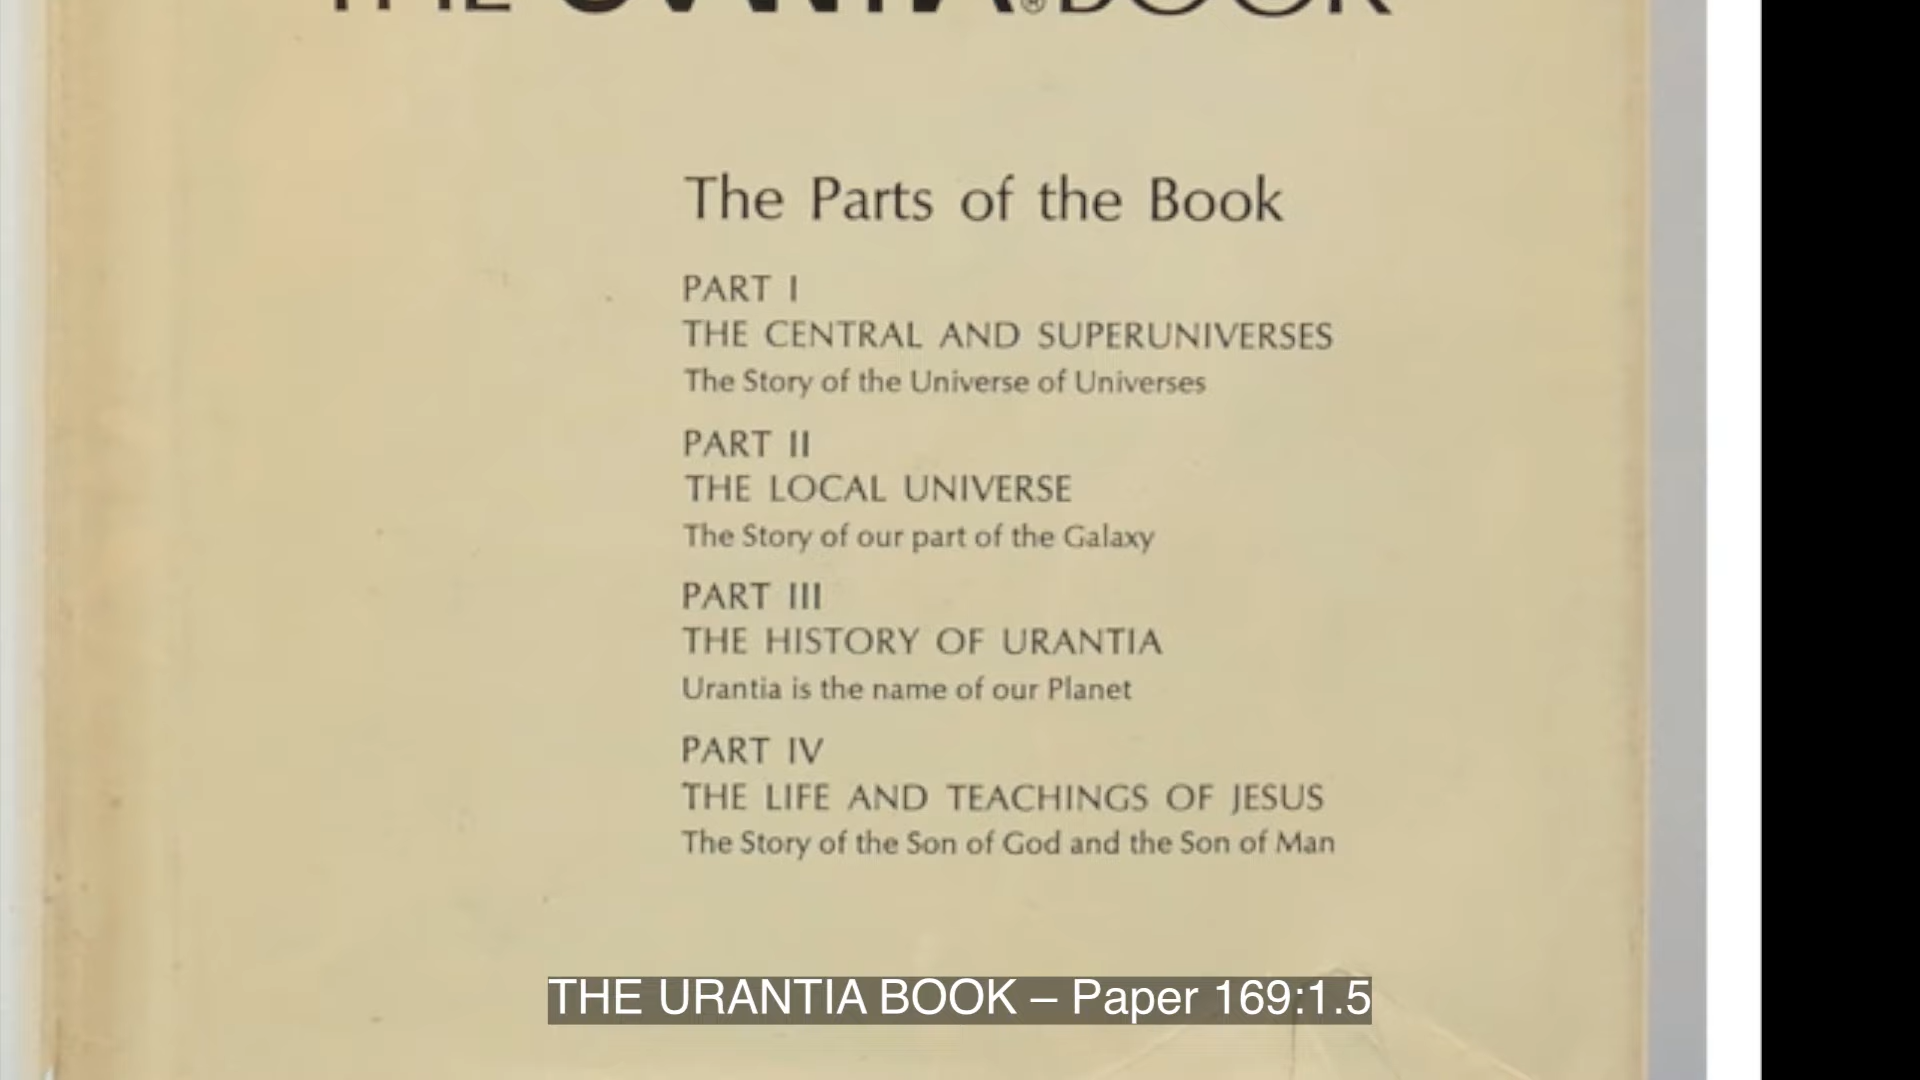 THE URANTIA® BOOK
The Parts of the Book
PART I
THE CENTRAL AND SUPERUNIVERSES
The Story of the Universe of Universes
PART II
THE LOCAL UNIVERSE
The Story of our part of the Galaxy
PART III
THE HISTORY OF URANTIA
Urantia is the name of our Planet
PART IV
THE LIFE AND TEACHINGS OF JESUS
The Story of the Son of God and the Son of Man
THE URANTIA BOOK – Paper 169:1.5